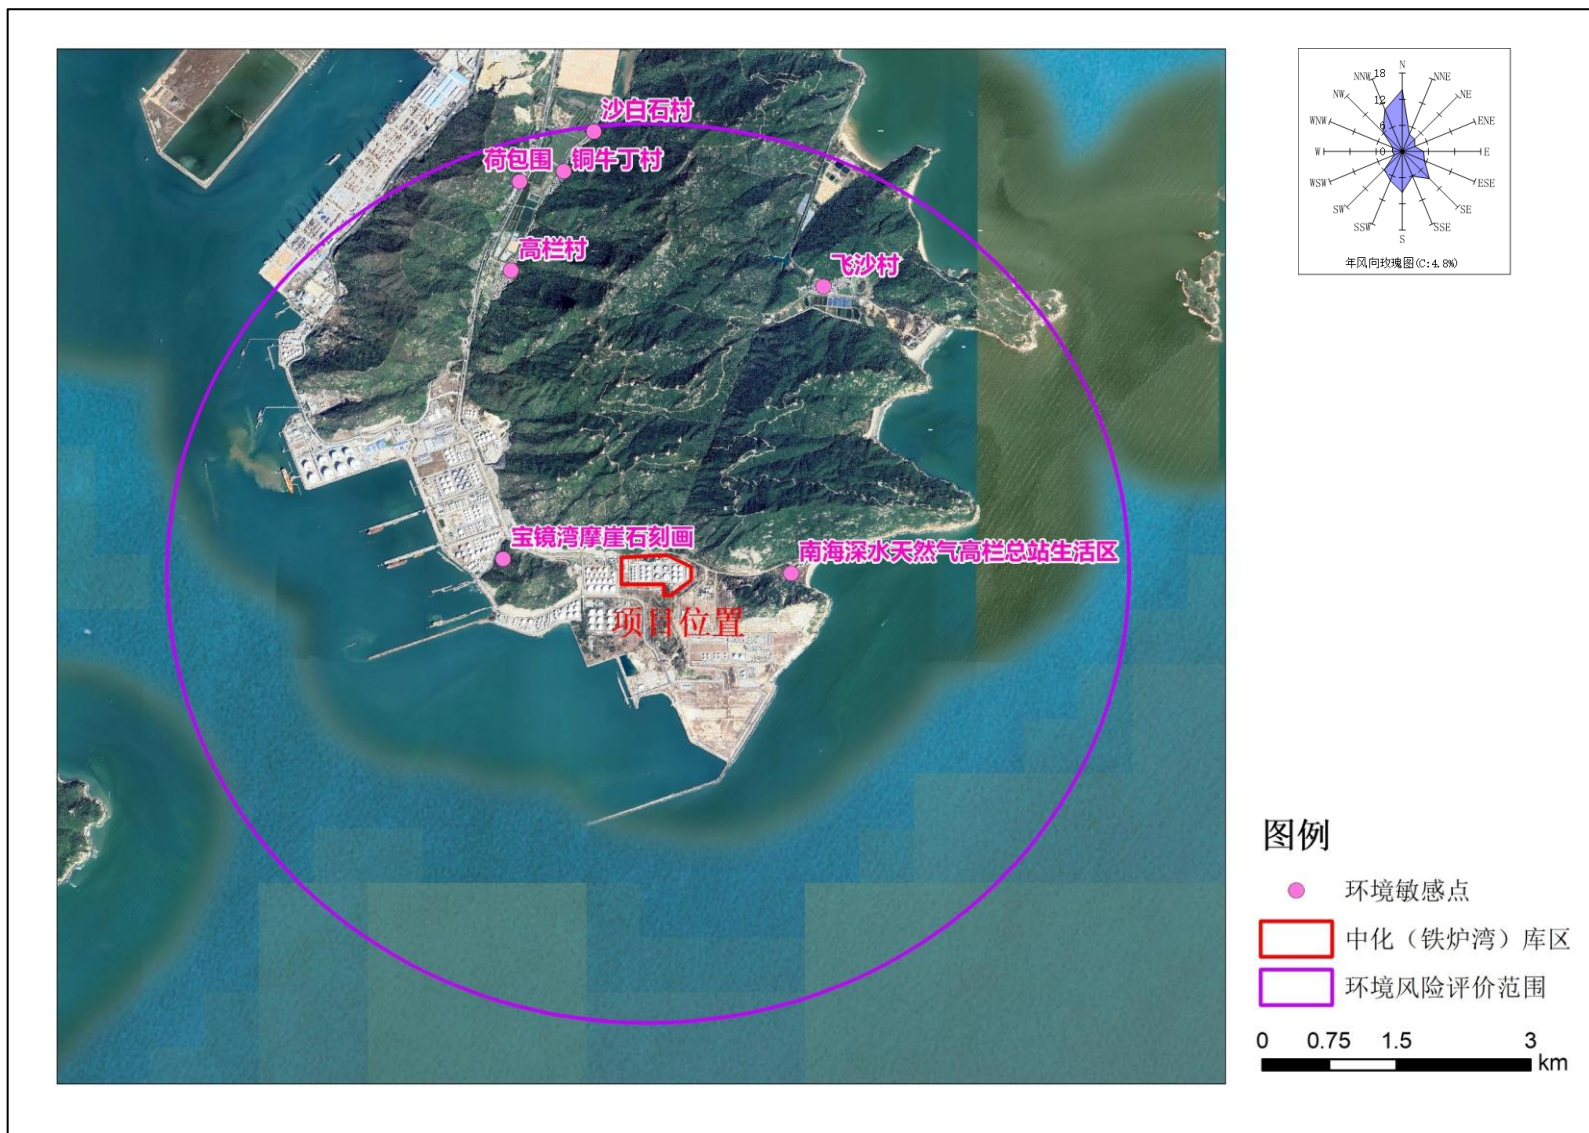 沙白石村
荷包围
铜牛丁村
高栏村
飞沙村
宝镜湾摩崖石刻画
南海深水天然气高栏总站生活区
项目位置
N
NNW
18
NNE
NW
12
NE
WNW
6
ENE
W
0
E
WSW
ESE
SW
SE
SSW
SSE
S
年风向玫瑰图(C:4.8%)
图例
环境敏感点
中化（铁炉湾）库区
环境风险评价范围
0 0.75 1.5 3
km